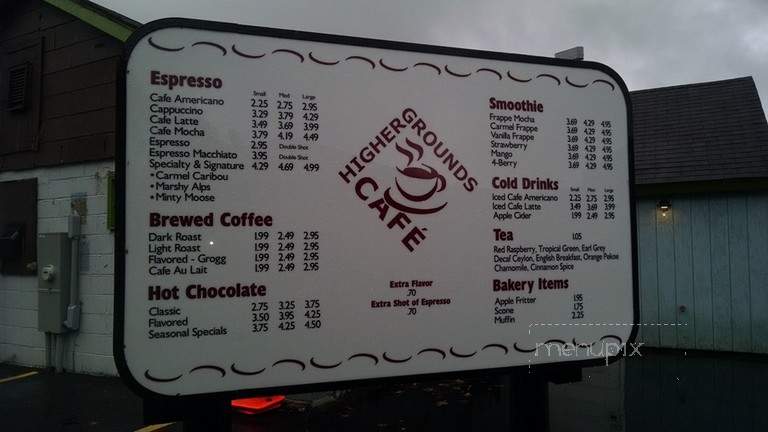 Espresso Small Med Large
Cafe Americano 2.25 2.75 2.95
Cappuccino 3.29 3.79 4.29
Cafe Latte 3.49 3.69 3.99
Cafe Mocha 3.79 4.19 4.49
Espresso 2.95 Double Shot
Espresso Macchiato 3.95 Double Shot
Specialty & Signature 4.29 4.69 4.99
• Carmel Caribou
• Marshy Alps
• Minty Moose
Brewed Coffee
Dark Roast 1.99 2.49 2.95
Light Roast 1.99 2.49 2.95
Flavored - Grogg 1.99 2.49 2.95
Cafe Au Lait 1.99 2.49 2.95
Hot Chocolate
Classic 2.75 3.25 3.75
Flavored 3.50 3.95 4.25
Seasonal Specials 3.75 4.25 4.50
HIGHER GROUNDS
CAFÉ
Extra Flavor
.70
Extra Shot of Espresso
.70
Smoothie
Frappe Mocha 3.69 4.29 4.95
Carmel Frappe 3.69 4.29 4.95
Vanilla Frappe 3.69 4.29 4.95
Strawberry 3.69 4.29 4.95
Mango 3.69 4.29 4.95
4-Berry 3.69 4.29 4.95
Cold Drinks Small Med Large
Iced Cafe Americano 2.25 2.75 2.95
Iced Cafe Latte 3.49 3.69 3.99
Apple Cider 1.99 2.49 2.95
Tea 1.05
Red Raspberry, Tropical Green, Earl Grey
Decaf Ceylon, English Breakfast, Orange Pekoe
Chamomile, Cinnamon Spice
Bakery Items
Apple Fritter 1.95
Scone 1.75
Muffin 2.25
menupix